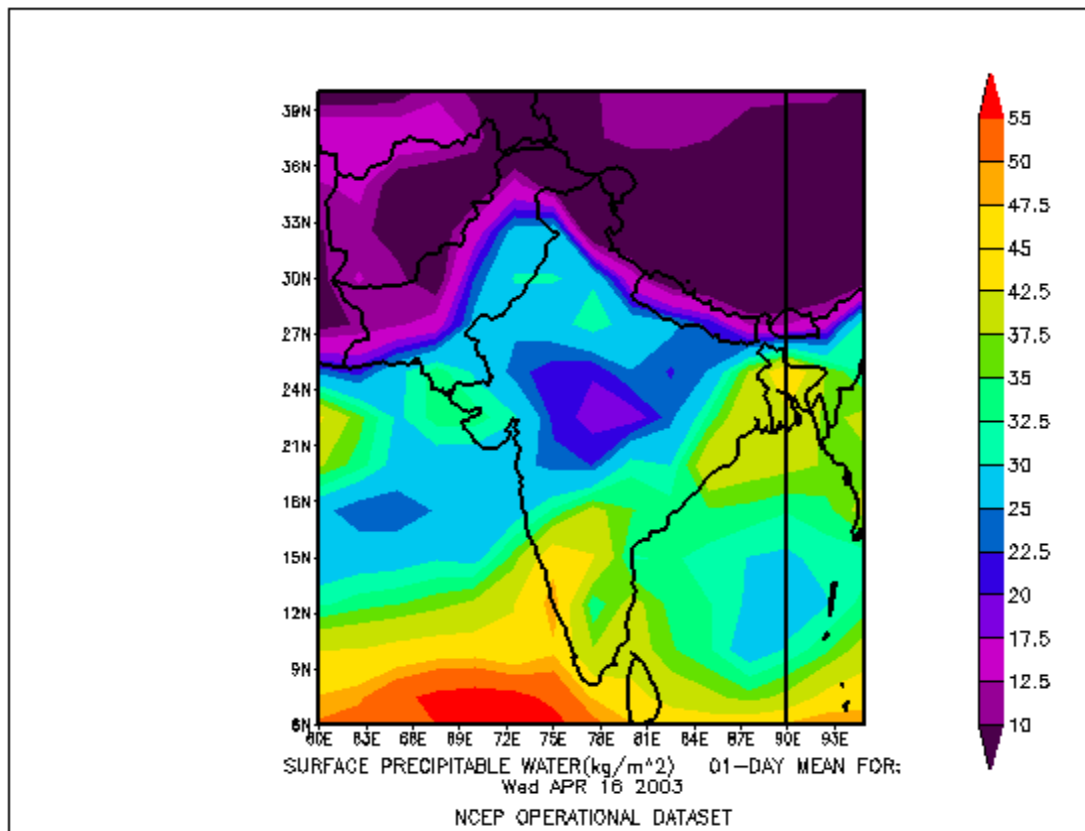 39N
36N
33N
30N
27N
24N
21N
18N
15N
12N
9N
6N
60E 63E 66E 69E 72E 75E 78E 81E 84E 87E 90E 93E
55
50
47.5
45
42.5
37.5
35
32.5
30
25
22.5
20
17.5
12.5
10
SURFACE PRECIPITABLE WATER(kg/m^2) 01-DAY MEAN FOR:
Wed APR 16 2003
NCEP OPERATIONAL DATASET